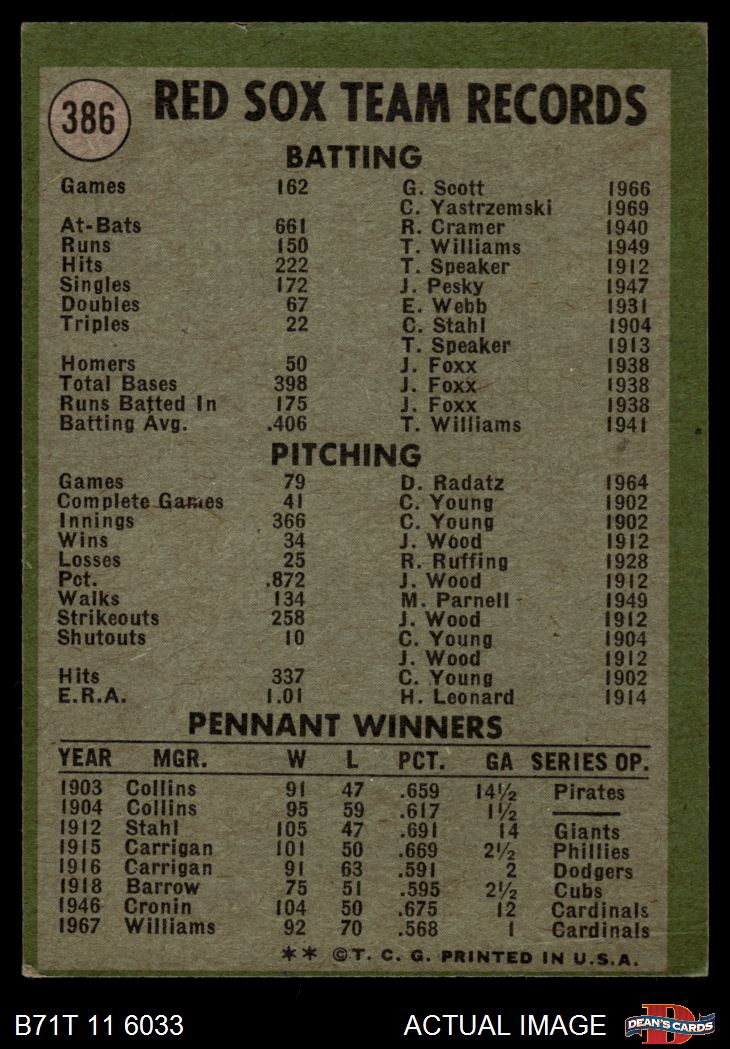 386 RED SOX TEAM RECORDS
BATTING
Games 162 G. Scott 1966
C. Yastrzemski 1969
At-Bats 661 R. Cramer 1940
Runs 150 T. Williams 1949
Hits 222 T. Speaker 1912
Singles 172 J. Pesky 1947
Doubles 67 E. Webb 1931
Triples 22 C. Stahl 1904
T. Speaker 1913
Homers 50 J. Foxx 1938
Total Bases 398 J. Foxx 1938
Runs Batted In 175 J. Foxx 1938
Batting Avg. .406 T. Williams 1941
PITCHING
Games 79 D. Radatz 1964
Complete Games 41 C. Young 1902
Innings 366 C. Young 1902
Wins 34 J. Wood 1912
Losses 25 R. Ruffing 1928
Pct. .872 J. Wood 1912
Walks 134 M. Parnell 1949
Strikeouts 258 J. Wood 1912
Shutouts 10 C. Young 1904
J. Wood 1912
Hits 337 C. Young 1902
E.R.A. 1.01 H. Leonard 1914
PENNANT WINNERS
YEAR MGR. W L PCT. GA SERIES OP.
1903 Collins 91 47 .659 14½ Pirates
1904 Collins 95 59 .617 1½ ——
1912 Stahl 105 47 .691 14 Giants
1915 Carrigan 101 50 .669 2½ Phillies
1916 Carrigan 91 63 .591 2 Dodgers
1918 Barrow 75 51 .595 2½ Cubs
1946 Cronin 104 50 .675 12 Cardinals
1967 Williams 92 70 .568 1 Cardinals
** ©T. C. G. PRINTED IN U.S.A.
B71T 11 6033 ACTUAL IMAGE D DEAN'S CARDS